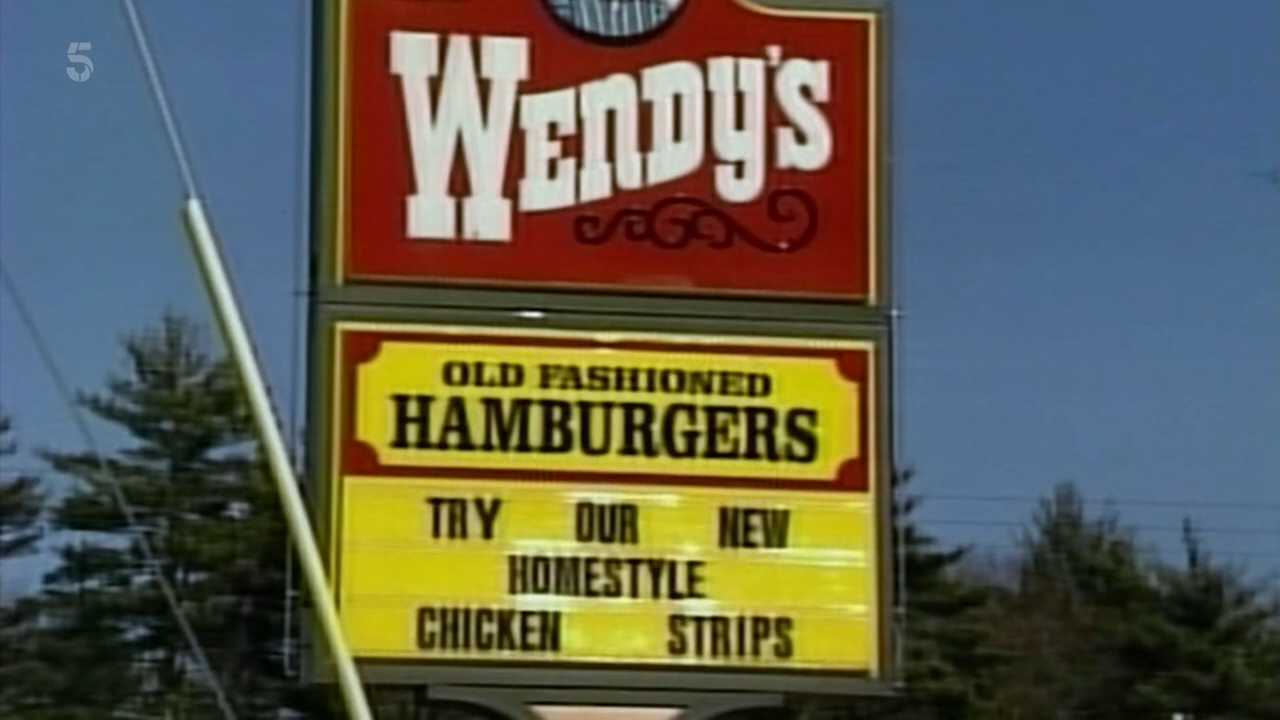 5
Wendy's
OLD FASHIONED
HAMBURGERS
TRY OUR NEW
HOMESTYLE
CHICKEN STRIPS